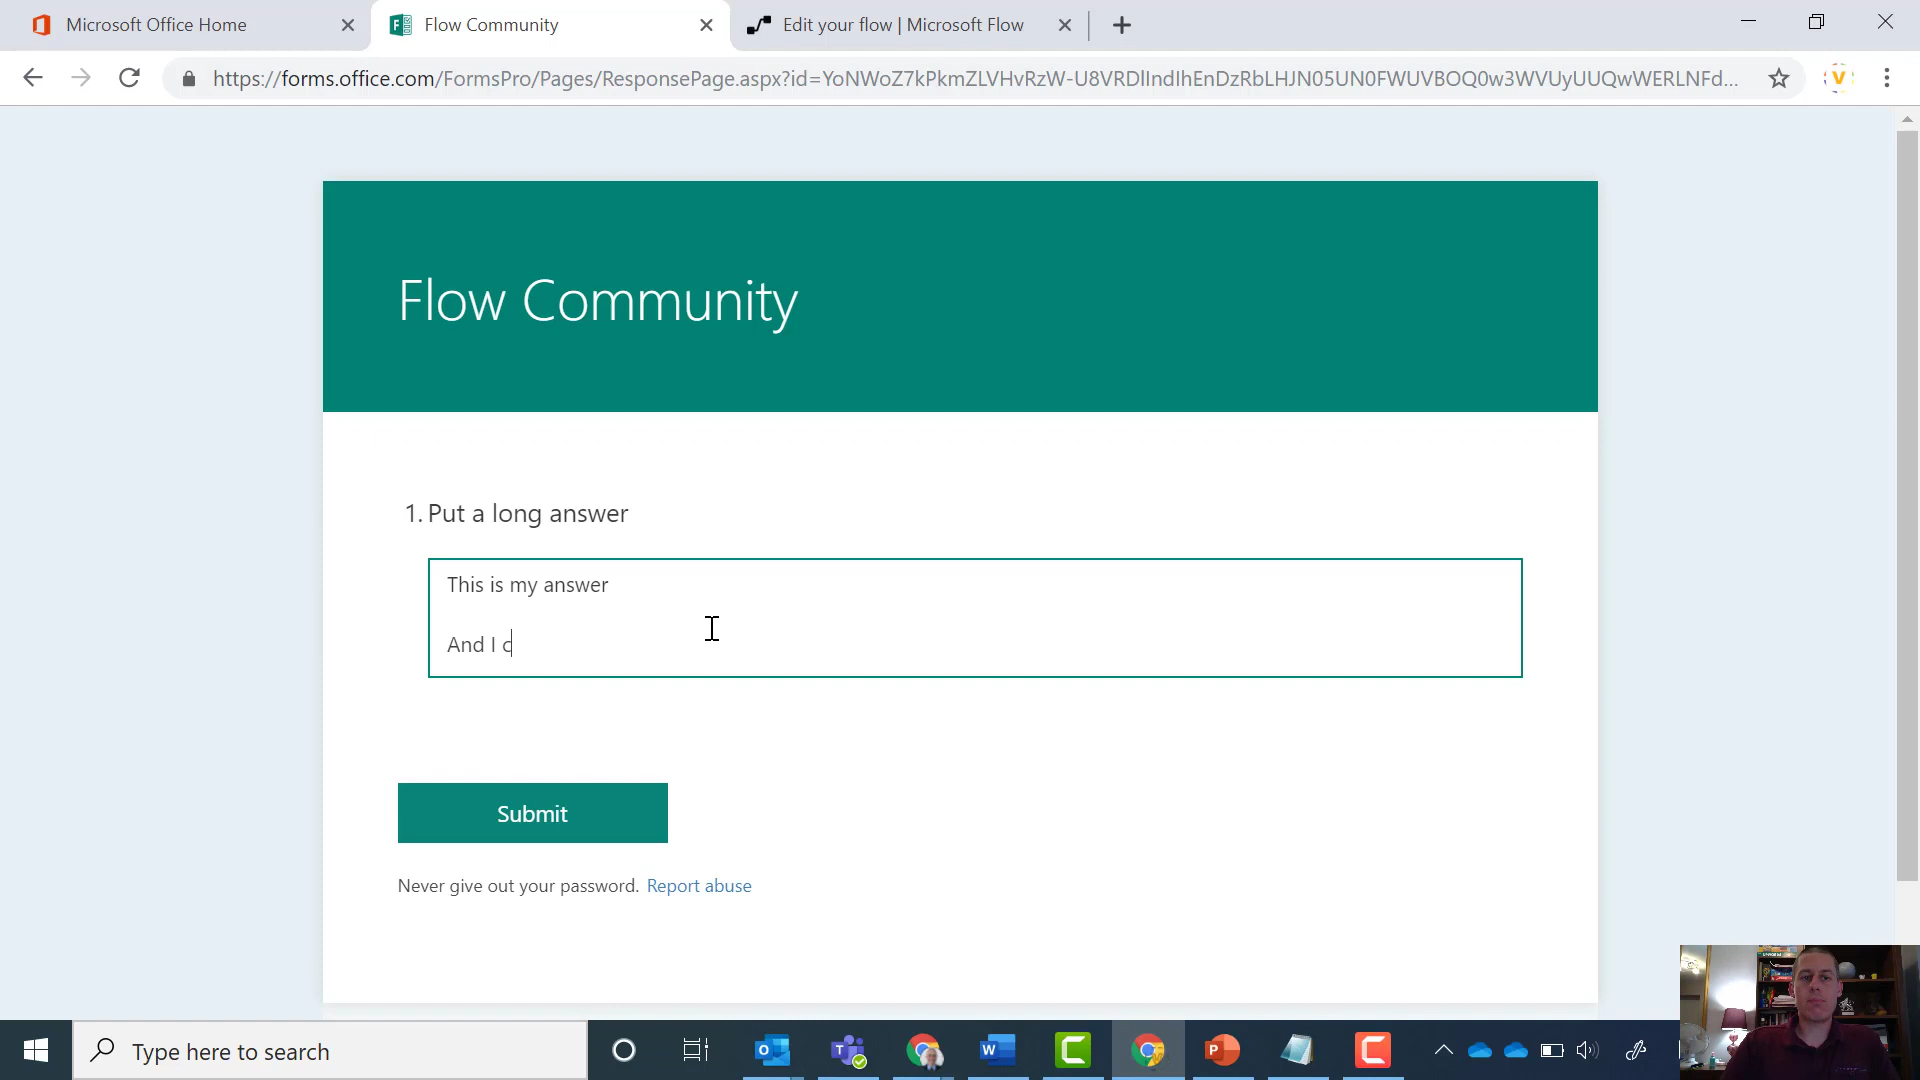 Microsoft Office Home
Flow Community
Edit your flow | Microsoft Flow
https://forms.office.com/FormsPro/Pages/ResponsePage.aspx?id=YoNWoZ7kPkmZLVHvRzW-U8VRDlIndIhEnDzRbLHJN05UN0FWUVBOQ0w3WVUyUUQwWERLNFd...
Flow Community
1. Put a long answer
This is my answer
And I c
Submit
Never give out your password. Report abuse
Type here to search